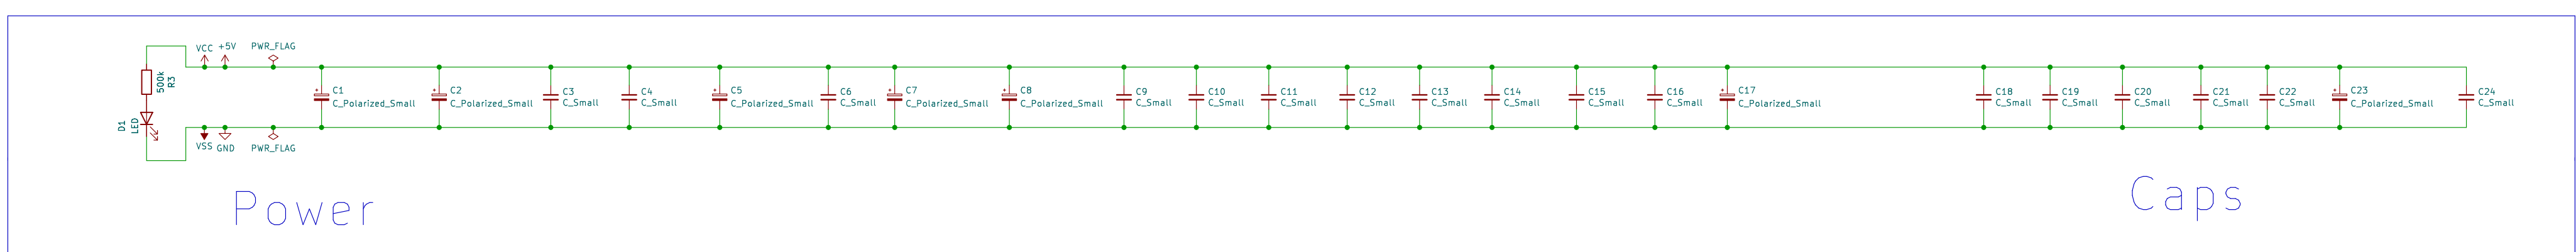 VCC
+5V
PWR_FLAG
500k
R3
D1
LED
VSS
GND
PWR_FLAG
C1
C_Polarized_Small
C2
C_Polarized_Small
C3
C_Small
C4
C_Small
C5
C_Polarized_Small
C6
C_Small
C7
C_Polarized_Small
C8
C_Polarized_Small
C9
C_Small
C10
C_Small
C11
C_Small
C12
C_Small
C13
C_Small
C14
C_Small
C15
C_Small
C16
C_Small
C17
C_Polarized_Small
C18
C_Small
C19
C_Small
C20
C_Small
C21
C_Small
C22
C_Small
C23
C_Polarized_Small
C24
C_Small
Power
Caps